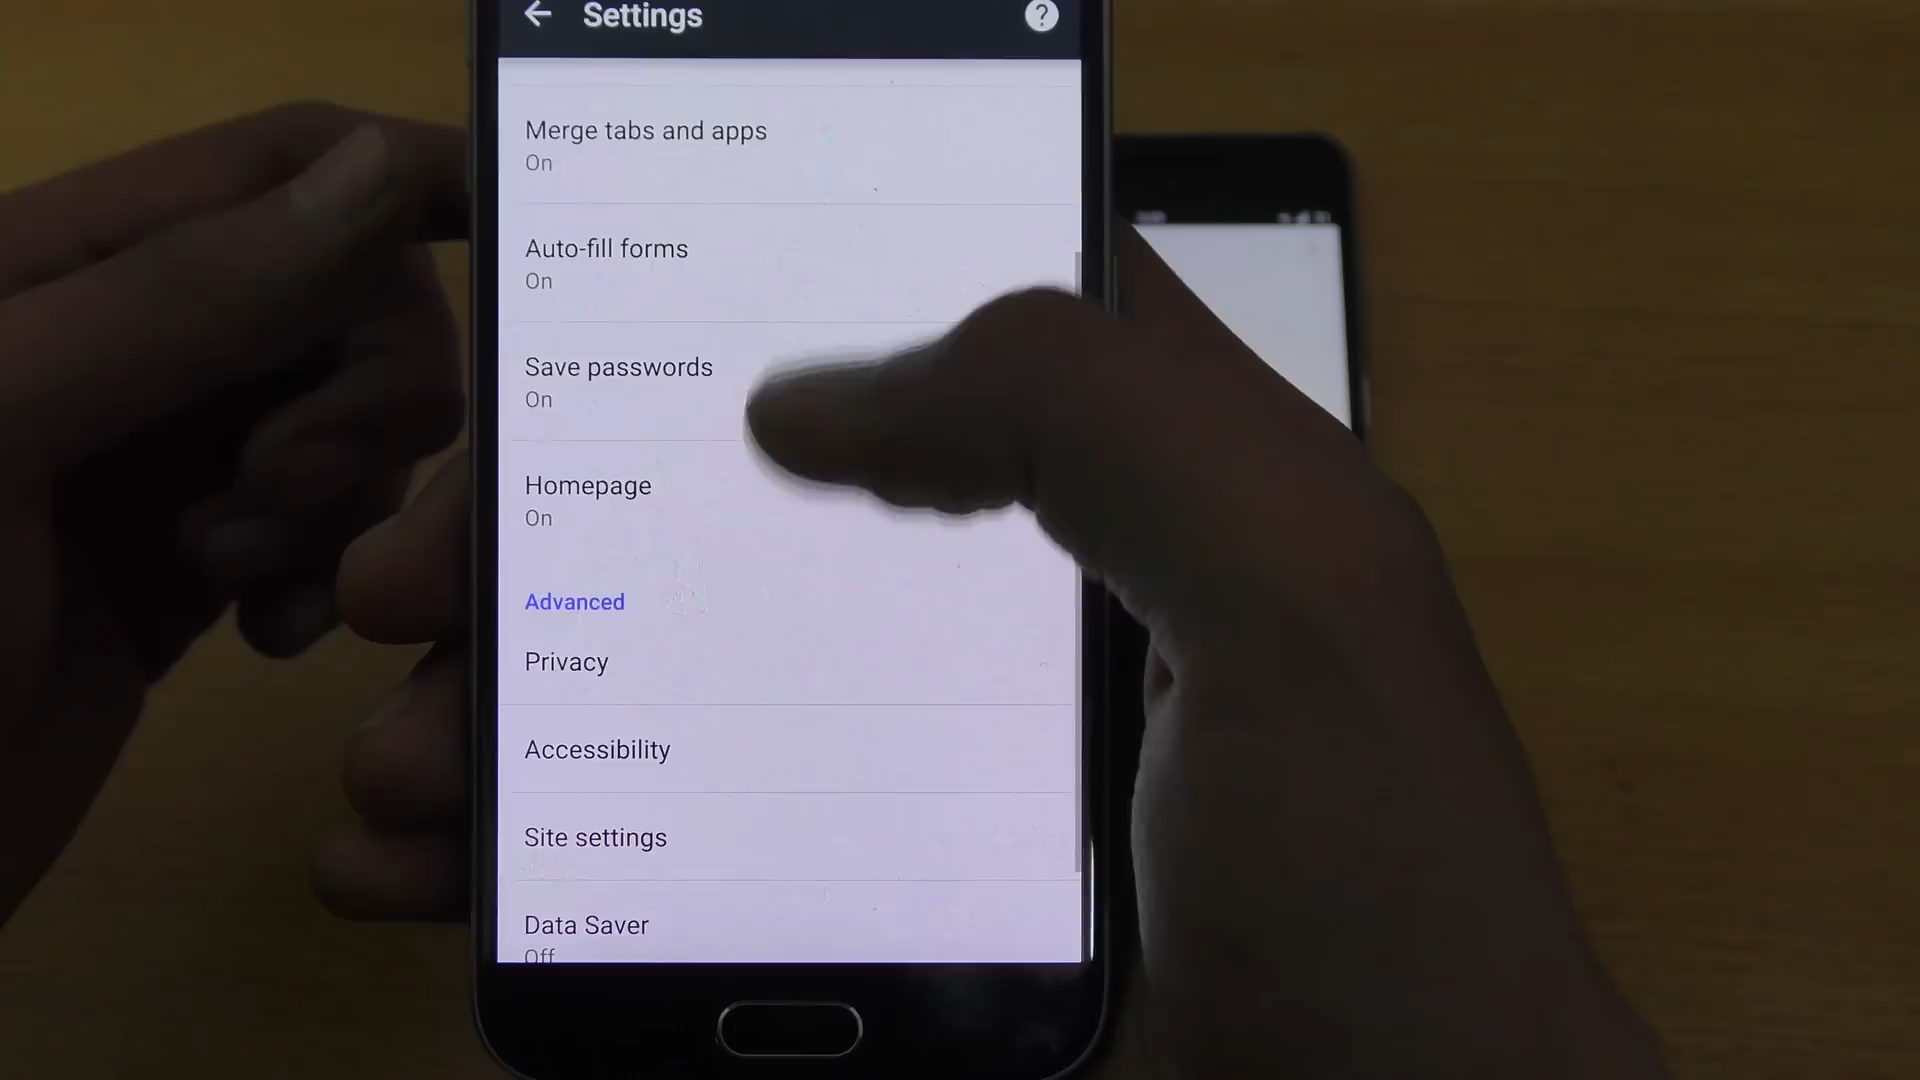 Settings
?
Merge tabs and apps
On
Auto-fill forms
On
Save passwords
On
Homepage
On
Advanced
Privacy
Accessibility
Site settings
Data Saver
Off